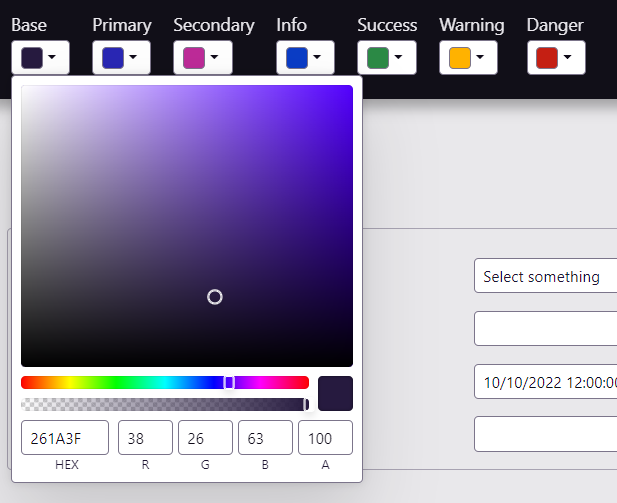 Base Primary Secondary Info Success Warning Danger
Select something
10/10/2022 12:00:00
261A3F 38 26 63 100
HEX R G B A